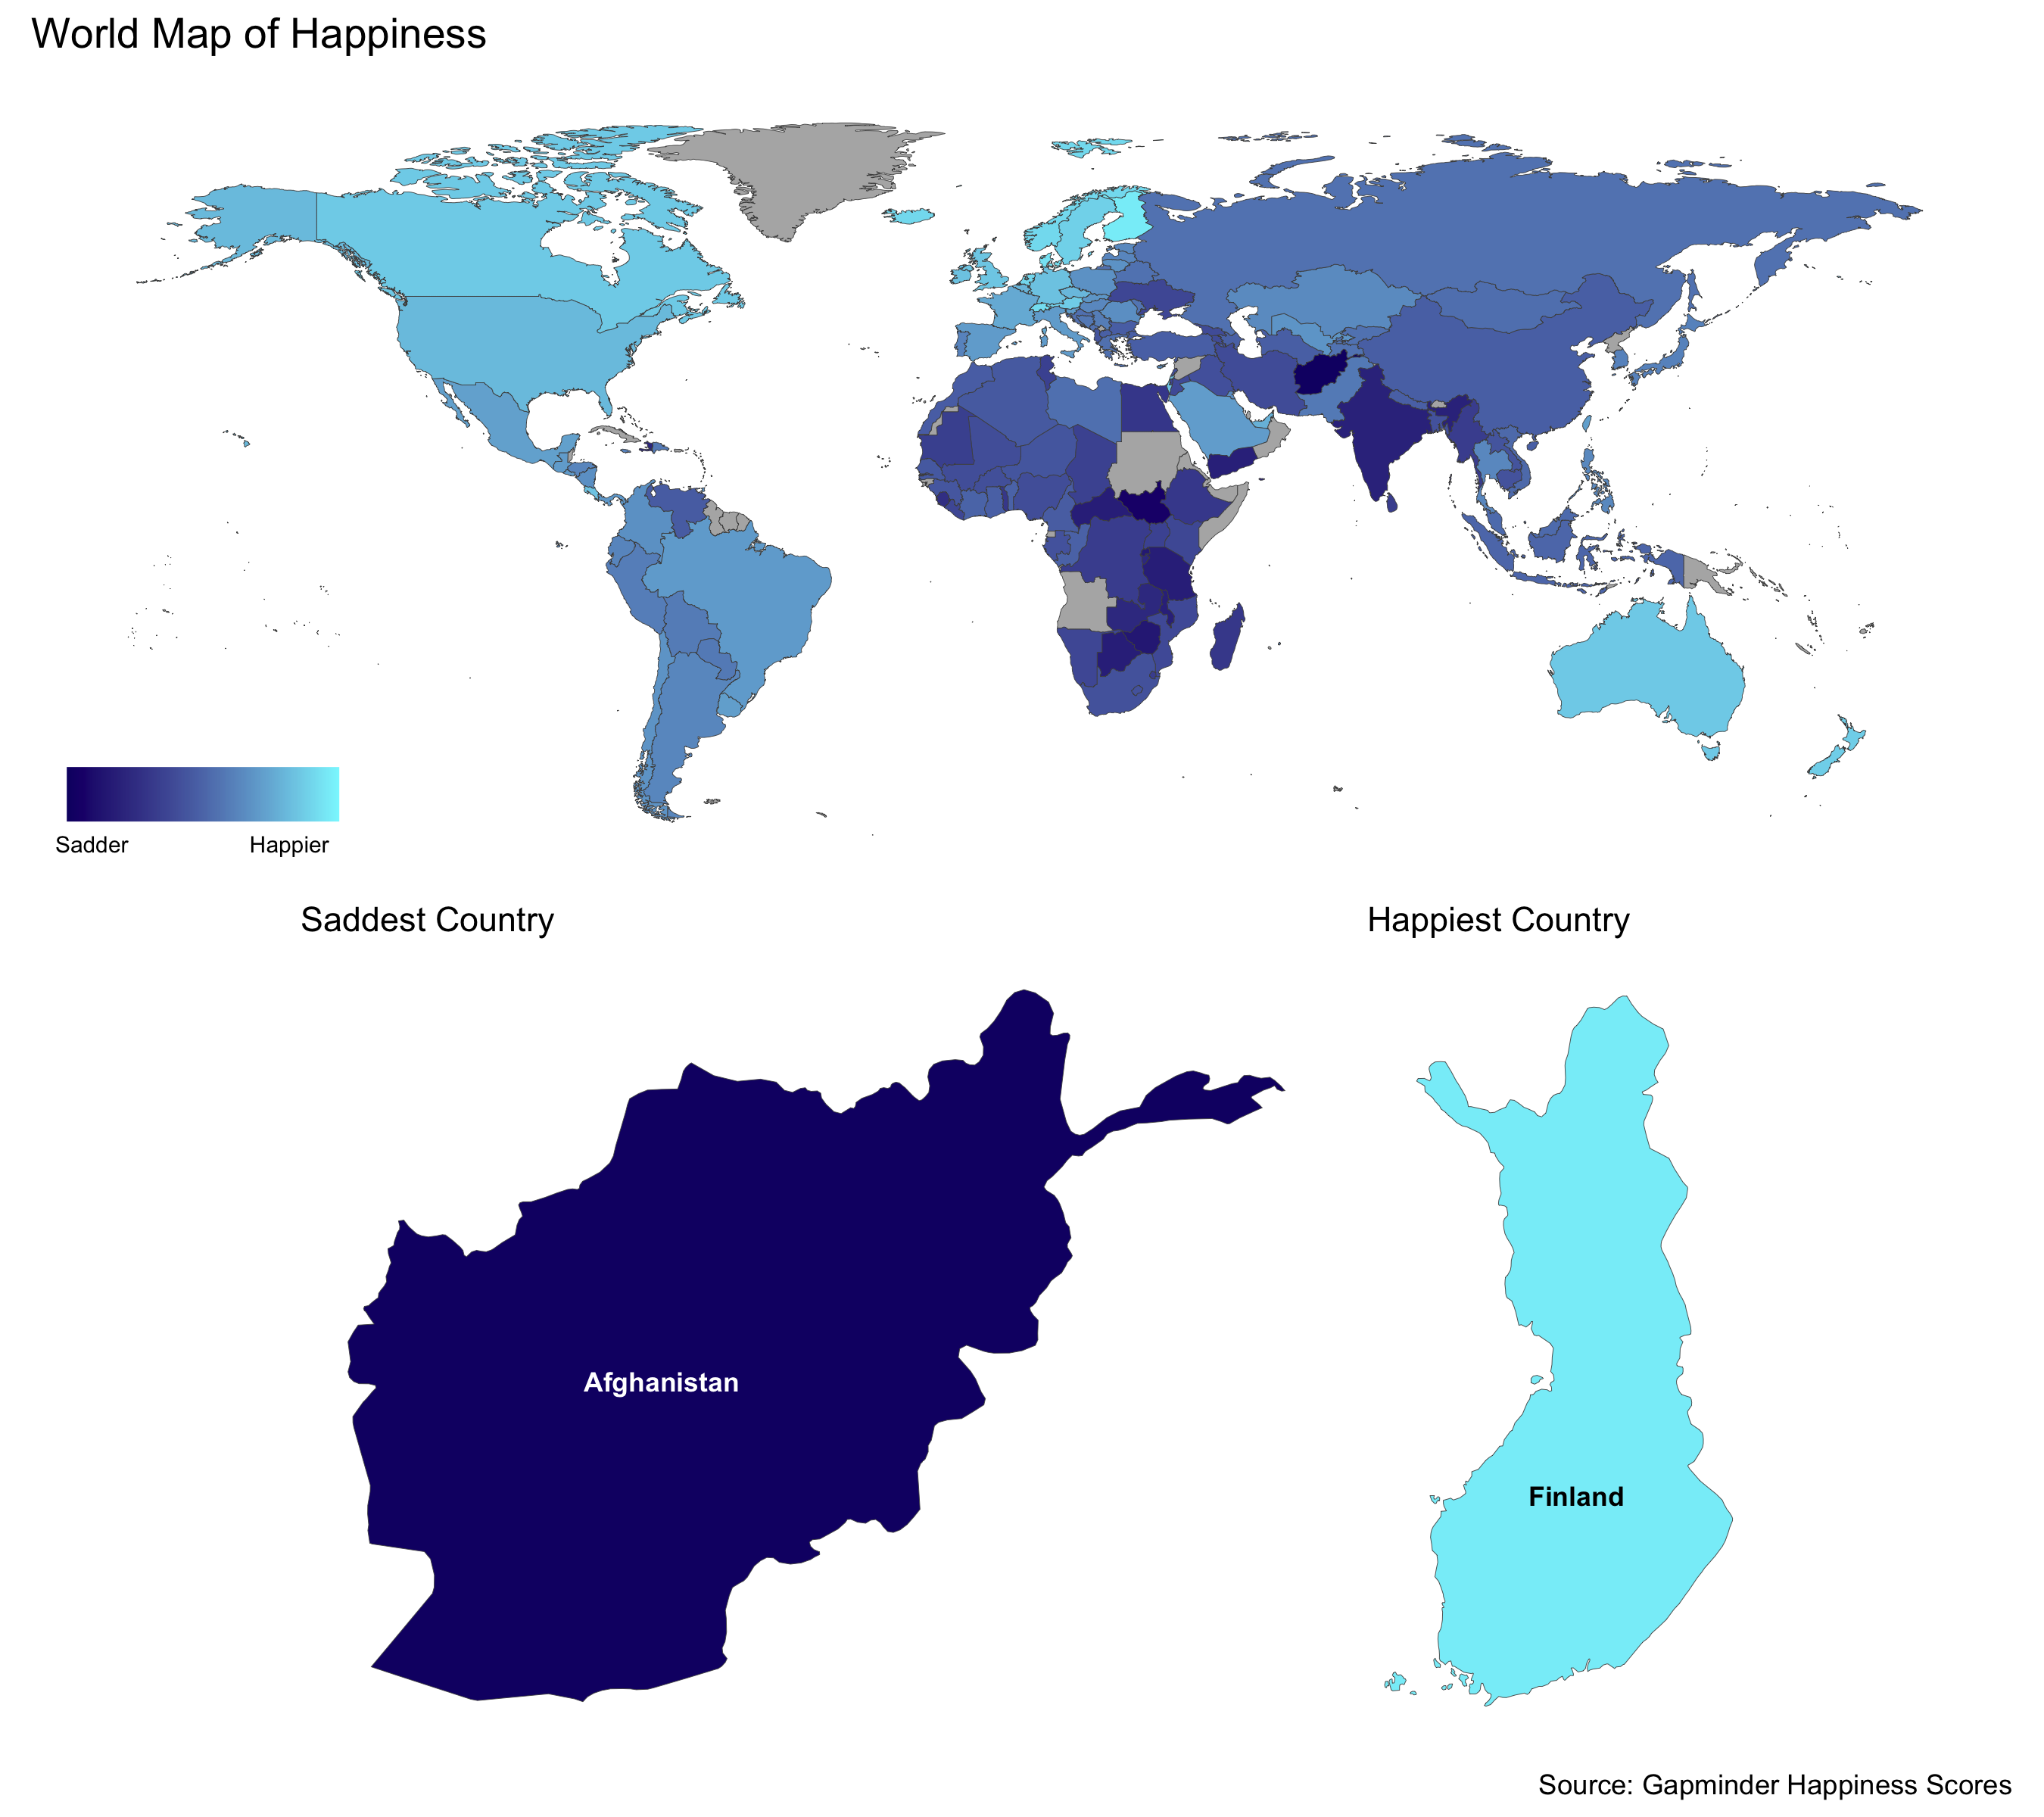 World Map of Happiness
Sadder
Happier
Saddest Country
Happiest Country
Afghanistan
Finland
Source: Gapminder Happiness Scores